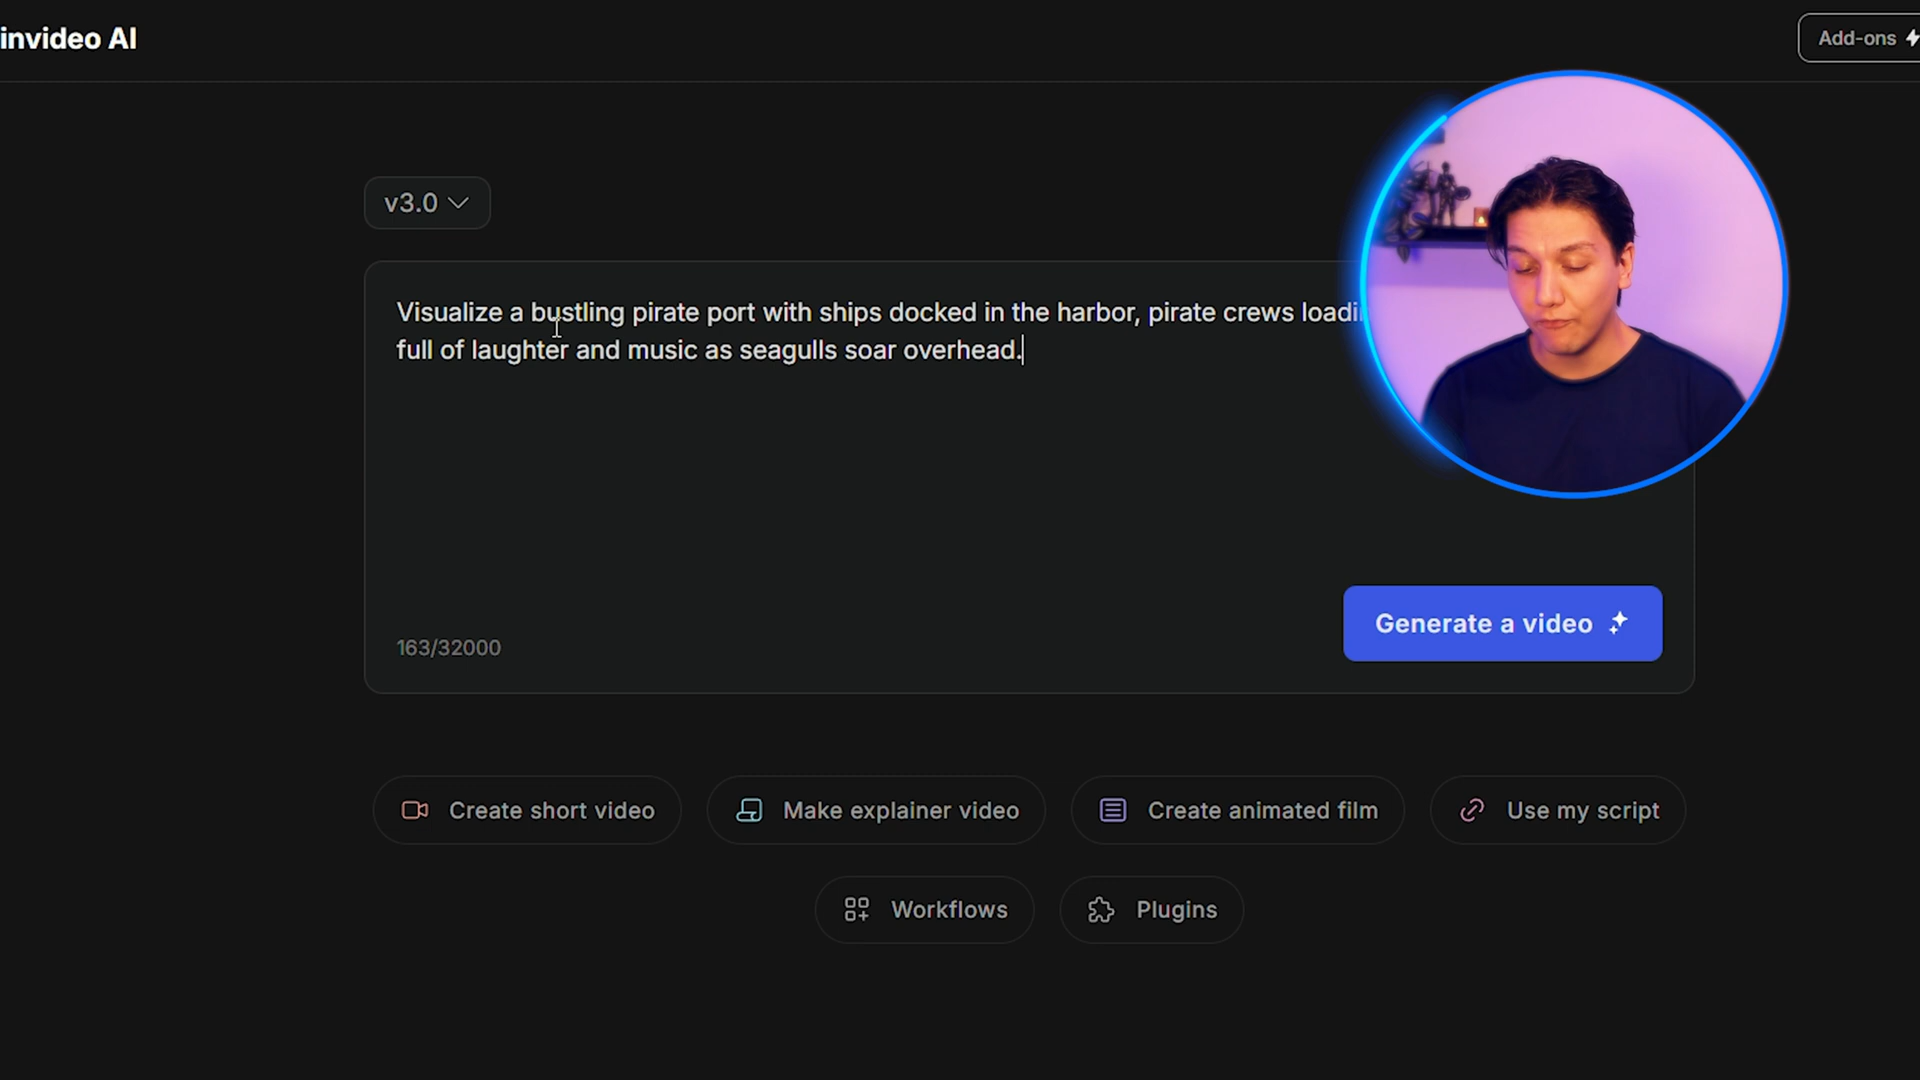 invideo AI
Add-ons
v3.0
Visualize a bustling pirate port with ships docked in the harbor, pirate crews
full of laughter and music as seagulls soar overhead.
163/32000
Generate a video
Create short video
Make explainer video
Create animated film
Use my script
Workflows
Plugins